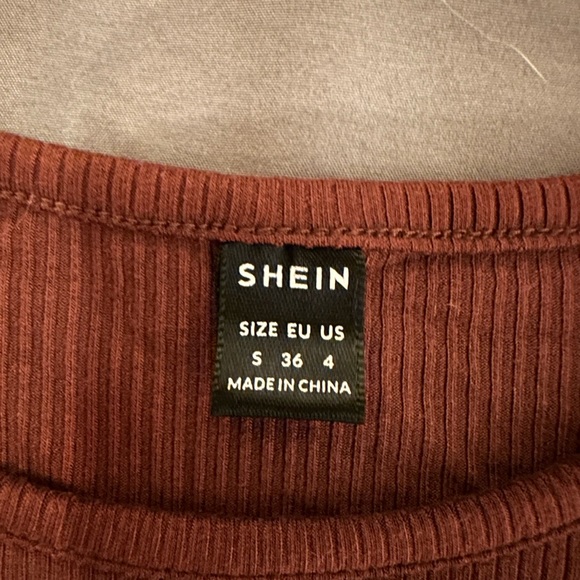 SHEIN
SIZE EU US
S 36 4
MADE IN CHINA